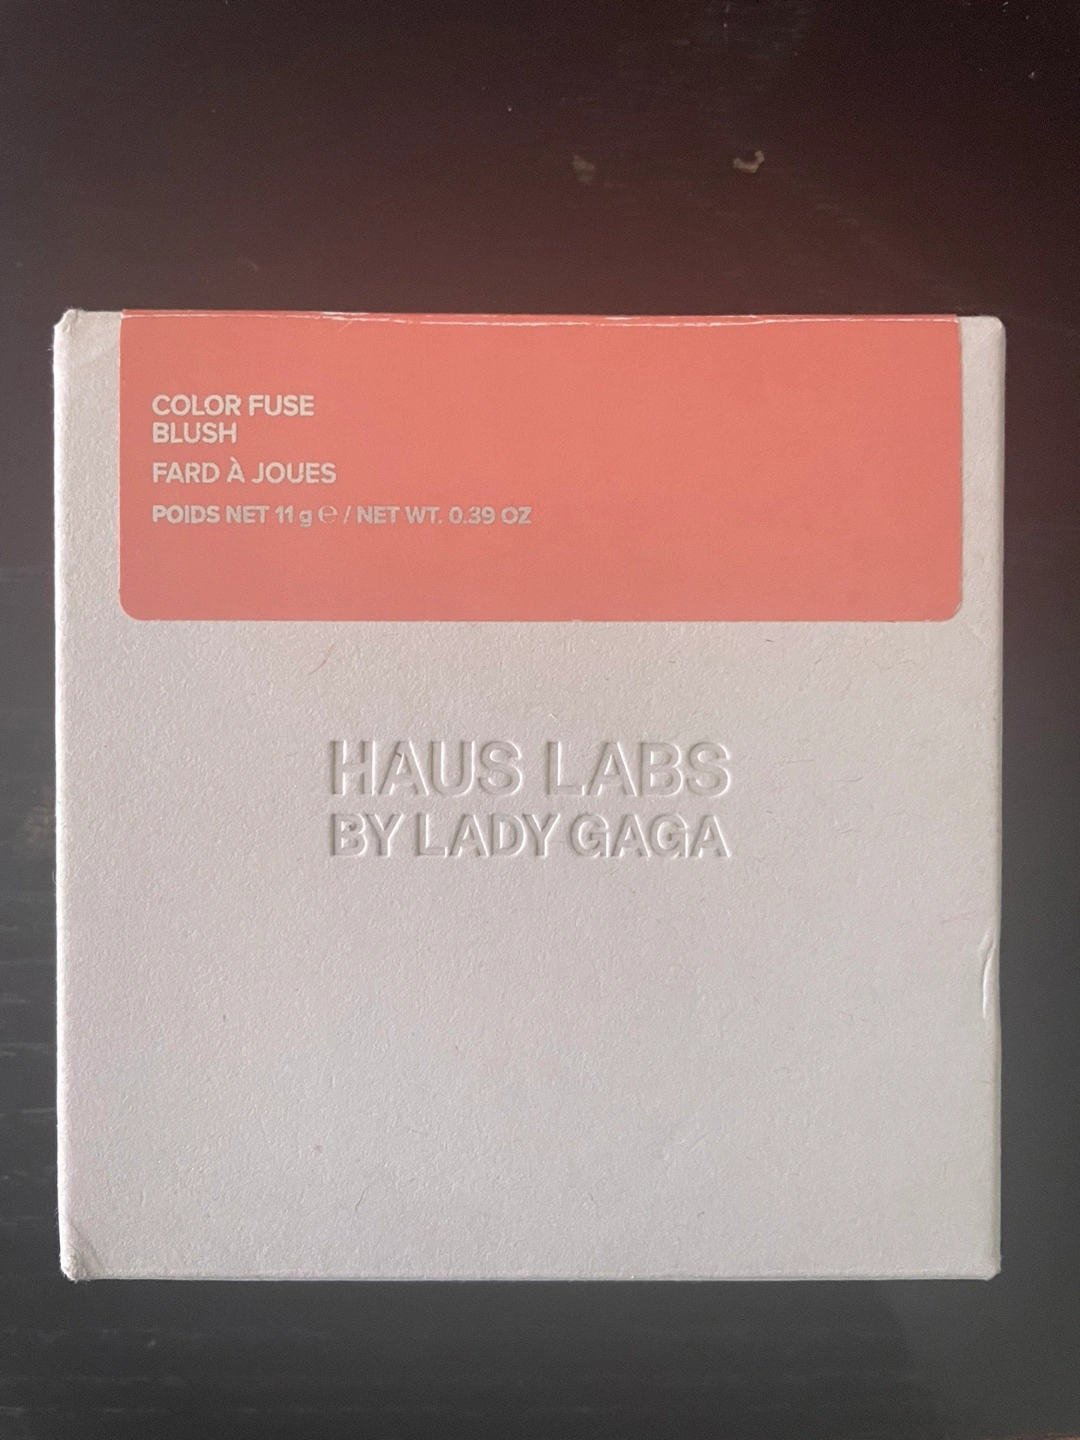 COLOR FUSE
BLUSH
FARD À JOUES
POIDS NET 11 g ℮ / NET WT. 0.39 OZ
HAUS LABS
BY LADY GAGA